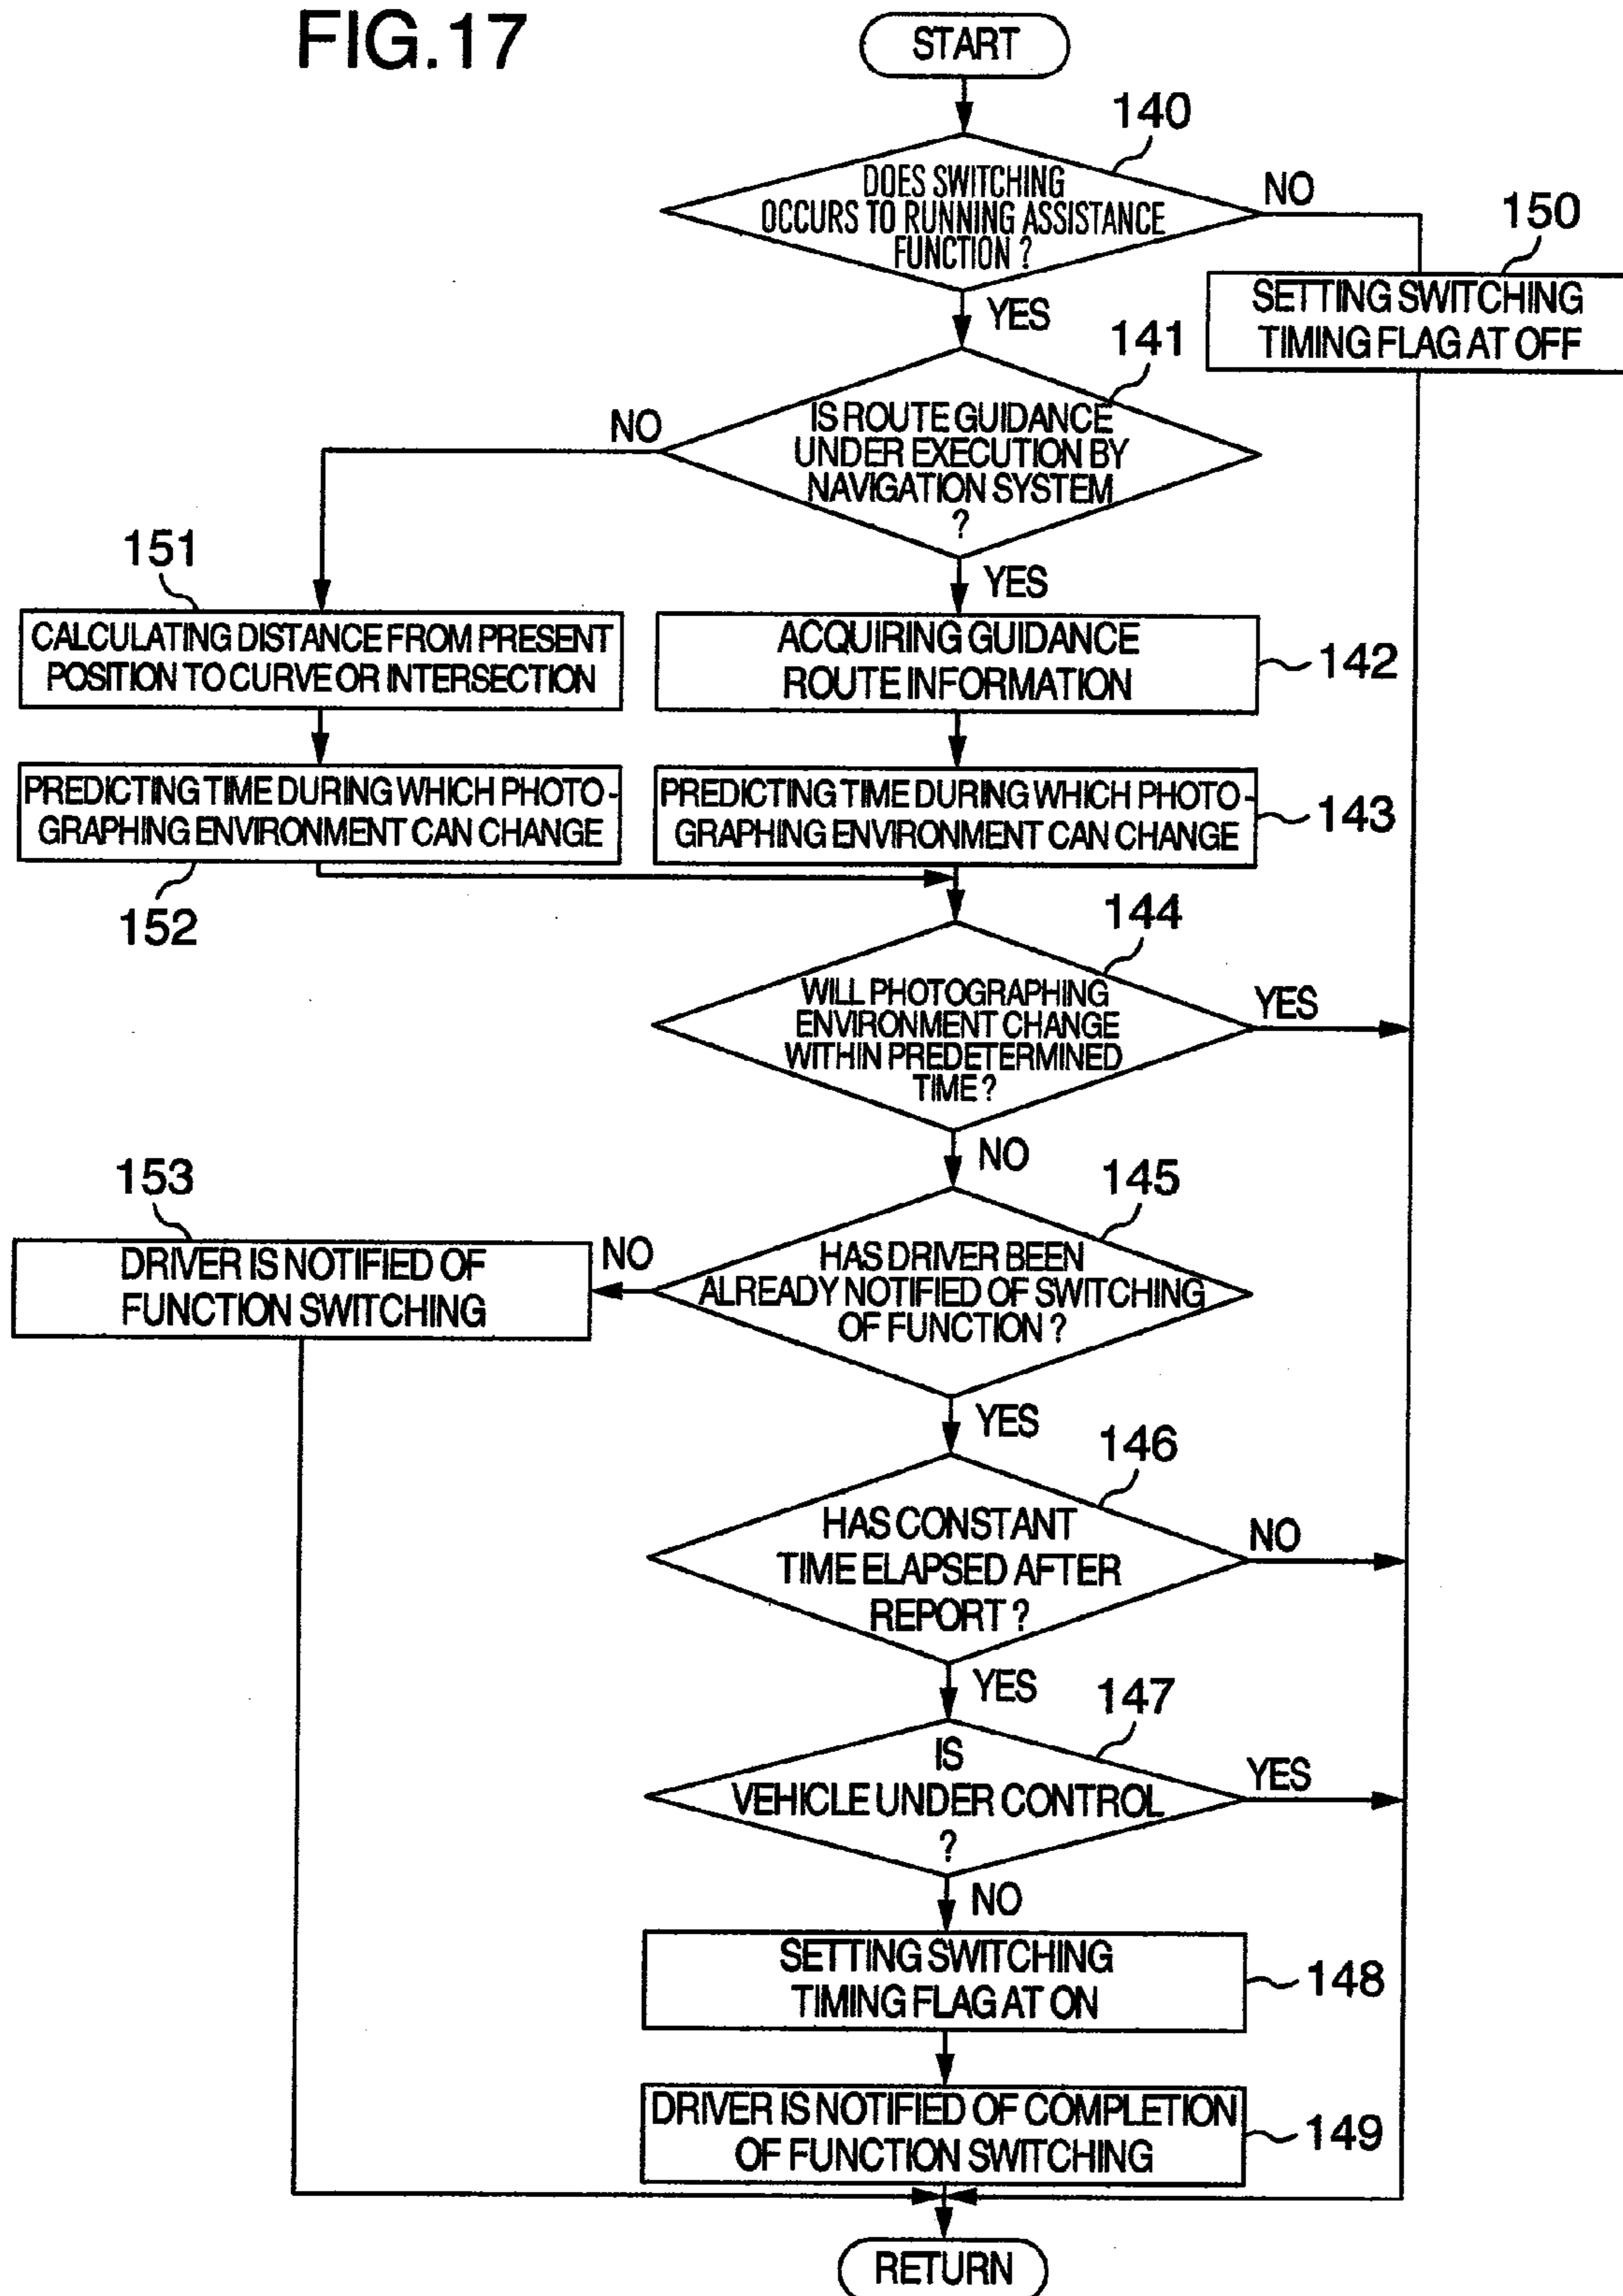 FIG.17
START
140
DOES SWITCHING
OCCURS TO RUNNING ASSISTANCE
FUNCTION ?
NO
150
SETTING SWITCHING
TIMING FLAG AT OFF
YES
141
IS ROUTE GUIDANCE
UNDER EXECUTION BY
NAVIGATION SYSTEM
?
NO
YES
151
CALCULATING DISTANCE FROM PRESENT
POSITION TO CURVE OR INTERSECTION
ACQUIRING GUIDANCE
ROUTE INFORMATION
142
PREDICTING TIME DURING WHICH PHOTO-
GRAPHING ENVIRONMENT CAN CHANGE
152
PREDICTING TIME DURING WHICH PHOTO-
GRAPHING ENVIRONMENT CAN CHANGE
143
144
WILL PHOTOGRAPHING
ENVIRONMENT CHANGE
WITHIN PREDETERMINED
TIME ?
YES
NO
153
DRIVER IS NOTIFIED OF
FUNCTION SWITCHING
NO
145
HAS DRIVER BEEN
ALREADY NOTIFIED OF SWITCHING
OF FUNCTION ?
YES
146
HAS CONSTANT
TIME ELAPSED AFTER
REPORT ?
NO
YES
147
IS
VEHICLE UNDER CONTROL
?
YES
NO
SETTING SWITCHING
TIMING FLAG AT ON
148
DRIVER IS NOTIFIED OF COMPLETION
OF FUNCTION SWITCHING
149
RETURN